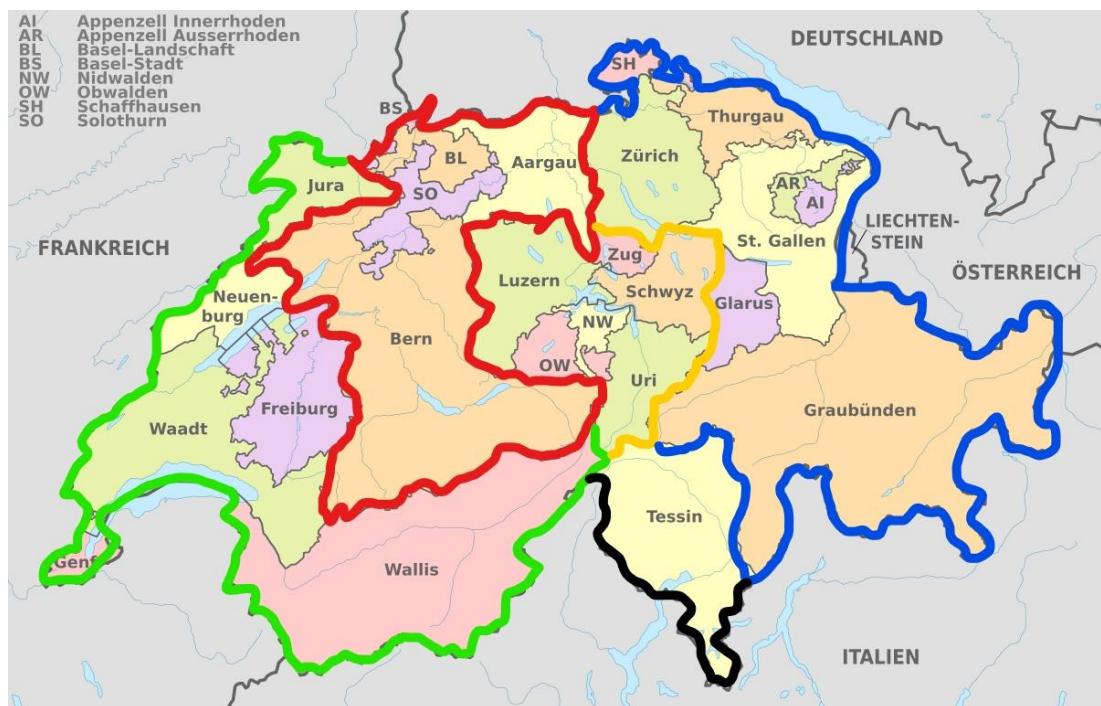 AI Appenzell Innerrhoden
AR Appenzell Ausserrhoden
BL Basel-Landschaft
BS Basel-Stadt
NW Nidwalden
OW Obwalden
SH Schaffhausen
SO Solothurn
DEUTSCHLAND
SH
BS
Thurgau
BL
Aargau
Zürich
Jura
SO
AR
AI
LIECHTEN-
STEIN
FRANKREICH
St. Gallen
Zug
ÖSTERREICH
Luzern
Schwyz
Neuen-
burg
Glarus
NW
Bern
OW
Uri
Freiburg
Graubünden
Waadt
Tessin
Genf
Wallis
ITALIEN